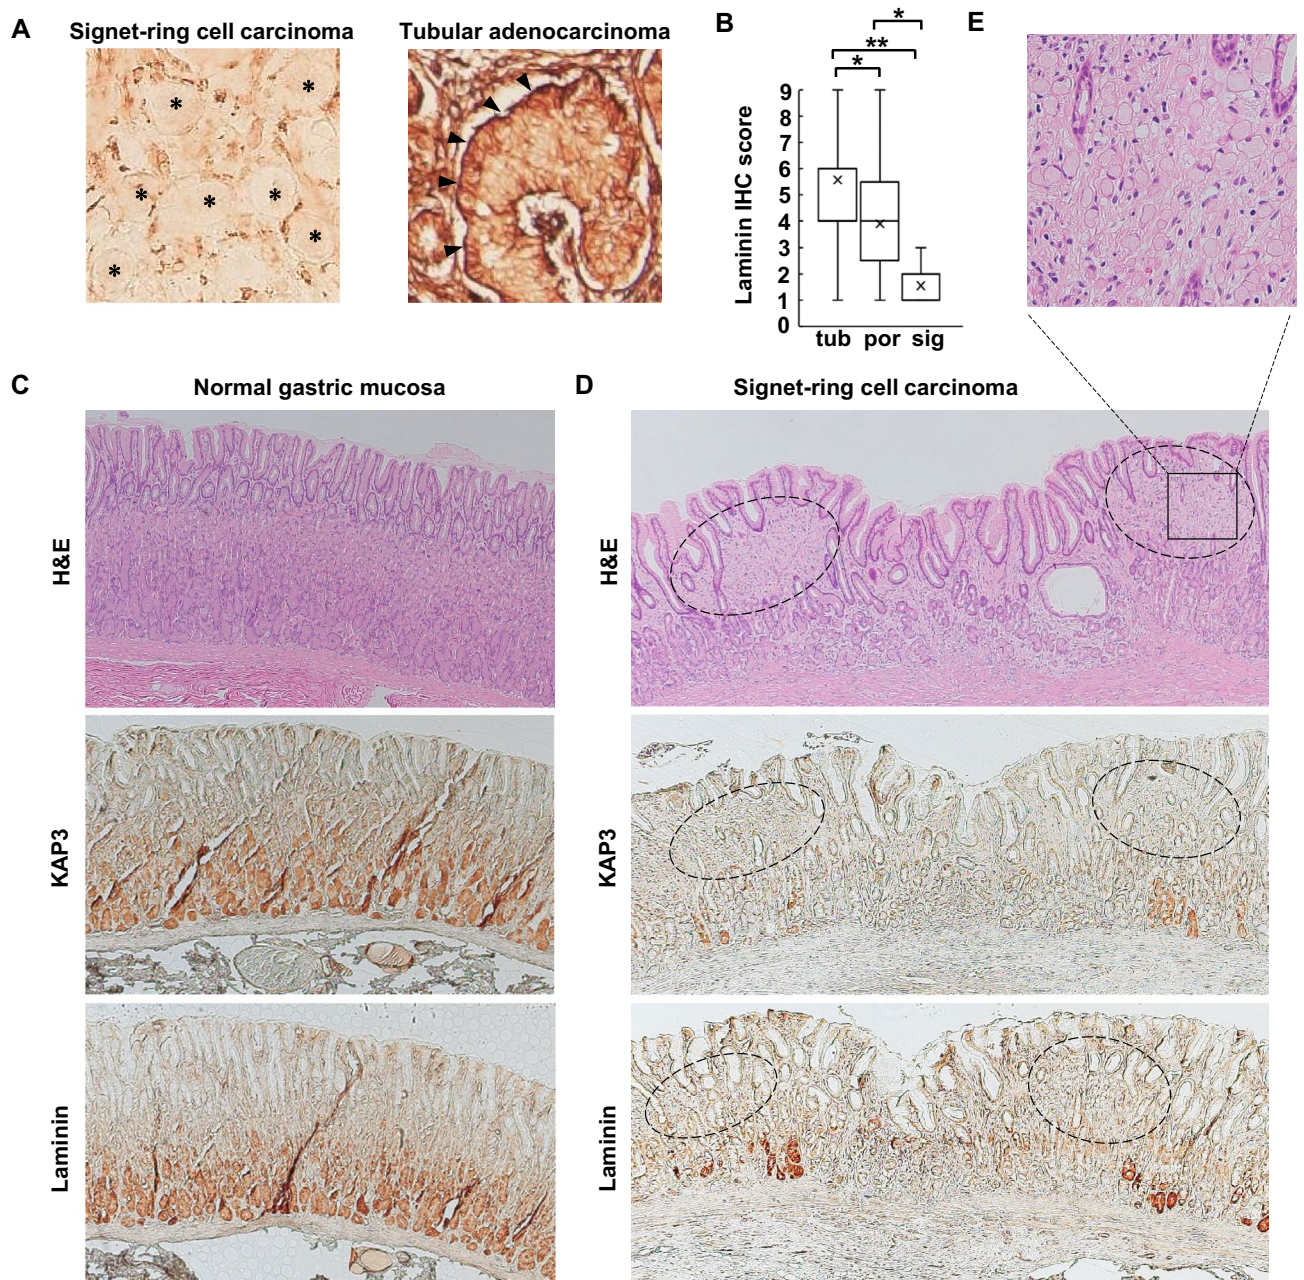 A
Signet-ring cell carcinoma
Tubular adenocarcinoma
* * * * * * *
B
*
**
*
Laminin IHC score
9
8
7
6
5
4
3
2
1
0
tub por sig
E
C
Normal gastric mucosa
H&E
KAP3
Laminin
D
Signet-ring cell carcinoma
H&E
KAP3
Laminin